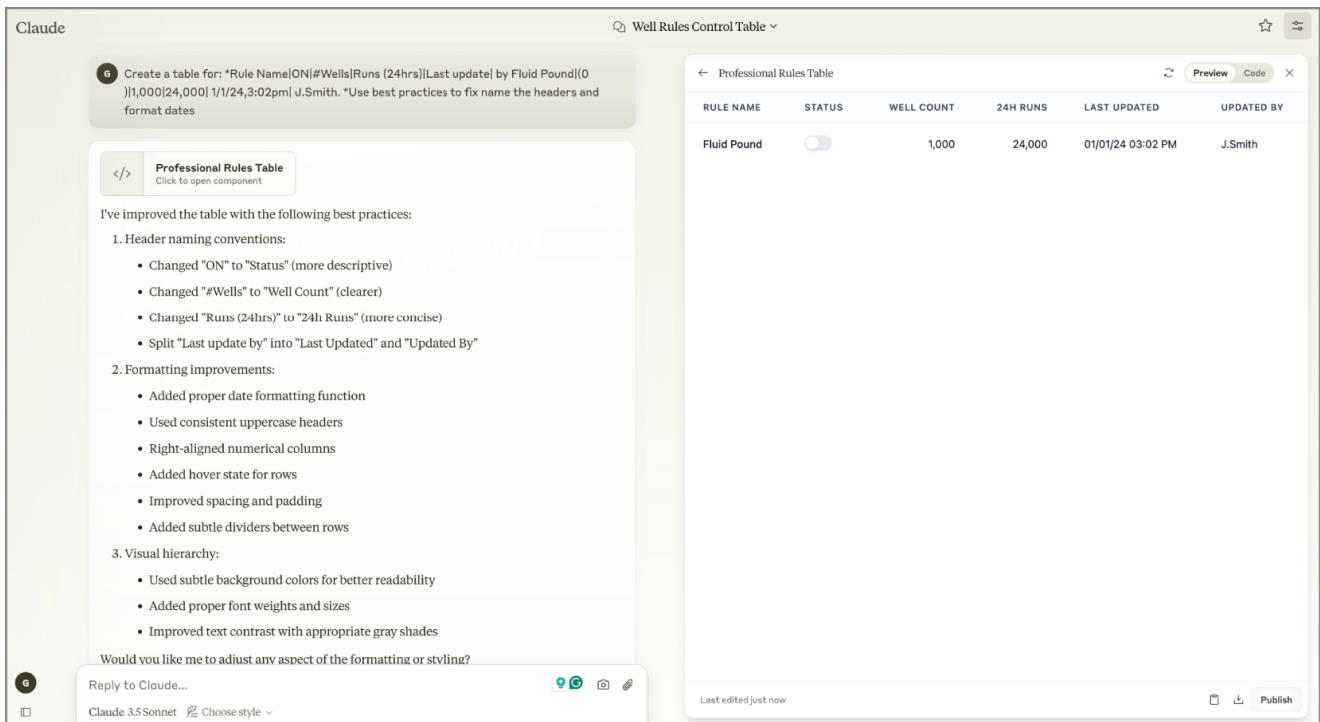 Claude
Well Rules Control Table
G
Create a table for: *Rule Name|ON|#Wells|Runs (24hrs)|Last update| by Fluid Pound|(0
)|1,000|24,000| 1/1/24,3:02pm| J.Smith. *Use best practices to fix name the headers and
format dates
</>
Professional Rules Table
Click to open component
I've improved the table with the following best practices:
1. Header naming conventions:
• Changed "ON" to "Status" (more descriptive)
• Changed "#Wells" to "Well Count" (clearer)
• Changed "Runs (24hrs)" to "24h Runs" (more concise)
• Split "Last update by" into "Last Updated" and "Updated By"
2. Formatting improvements:
• Added proper date formatting function
• Used consistent uppercase headers
• Right-aligned numerical columns
• Added hover state for rows
• Improved spacing and padding
• Added subtle dividers between rows
3. Visual hierarchy:
• Used subtle background colors for better readability
• Added proper font weights and sizes
• Improved text contrast with appropriate gray shades
Would you like me to adjust any aspect of the formatting or styling?
G
Reply to Claude...
Claude 3.5 Sonnet Choose style
Professional Rules Table
Preview Code
RULE NAME STATUS WELL COUNT 24H RUNS LAST UPDATED UPDATED BY
Fluid Pound 1,000 24,000 01/01/24 03:02 PM J.Smith
Last edited just now
Publish